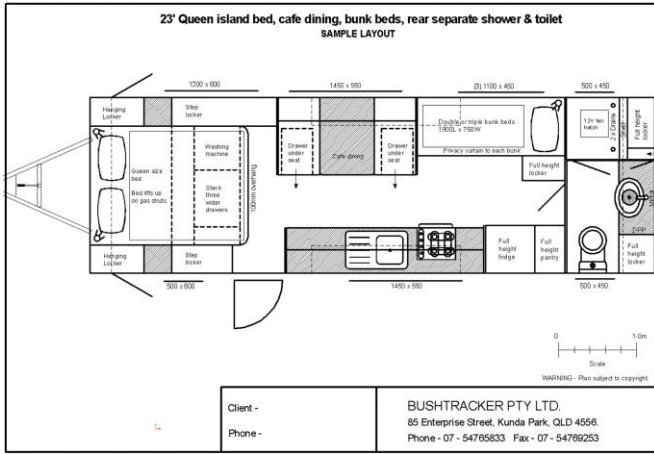 23' Queen island bed, cafe dining, bunk beds, rear separate shower & toilet
SAMPLE LAYOUT
1200 x 600
1450 x 550
(3) 1100 x 450
500 x 450
Hanging
Locker
Step
locker
Queen size
bed
Bed lifts up
on gas struts
Washing
machine
Stack
three
wider
drawers
100mm overhang
Hanging
Locker
Step
locker
500 x 600
Drawer
under
seat
Cafe dining
Drawer
under
seat
Double or triple bunk beds
1900L x 750W
Privacy curtain to each bunk
Full height
locker
12V fan
hatch
2 x Drains
Shelf
Full height
locker
Full
height
fridge
Full
height
pantry
Full
height
locker
1450 x 550
500 x 450
0
1-0m
Scale
WARNING - Plan subject to copyright
Client -
Phone -
BUSHTRACKER PTY LTD.
85 Enterprise Street, Kunda Park, QLD 4556.
Phone - 07 - 54765833 Fax - 07 - 54769253